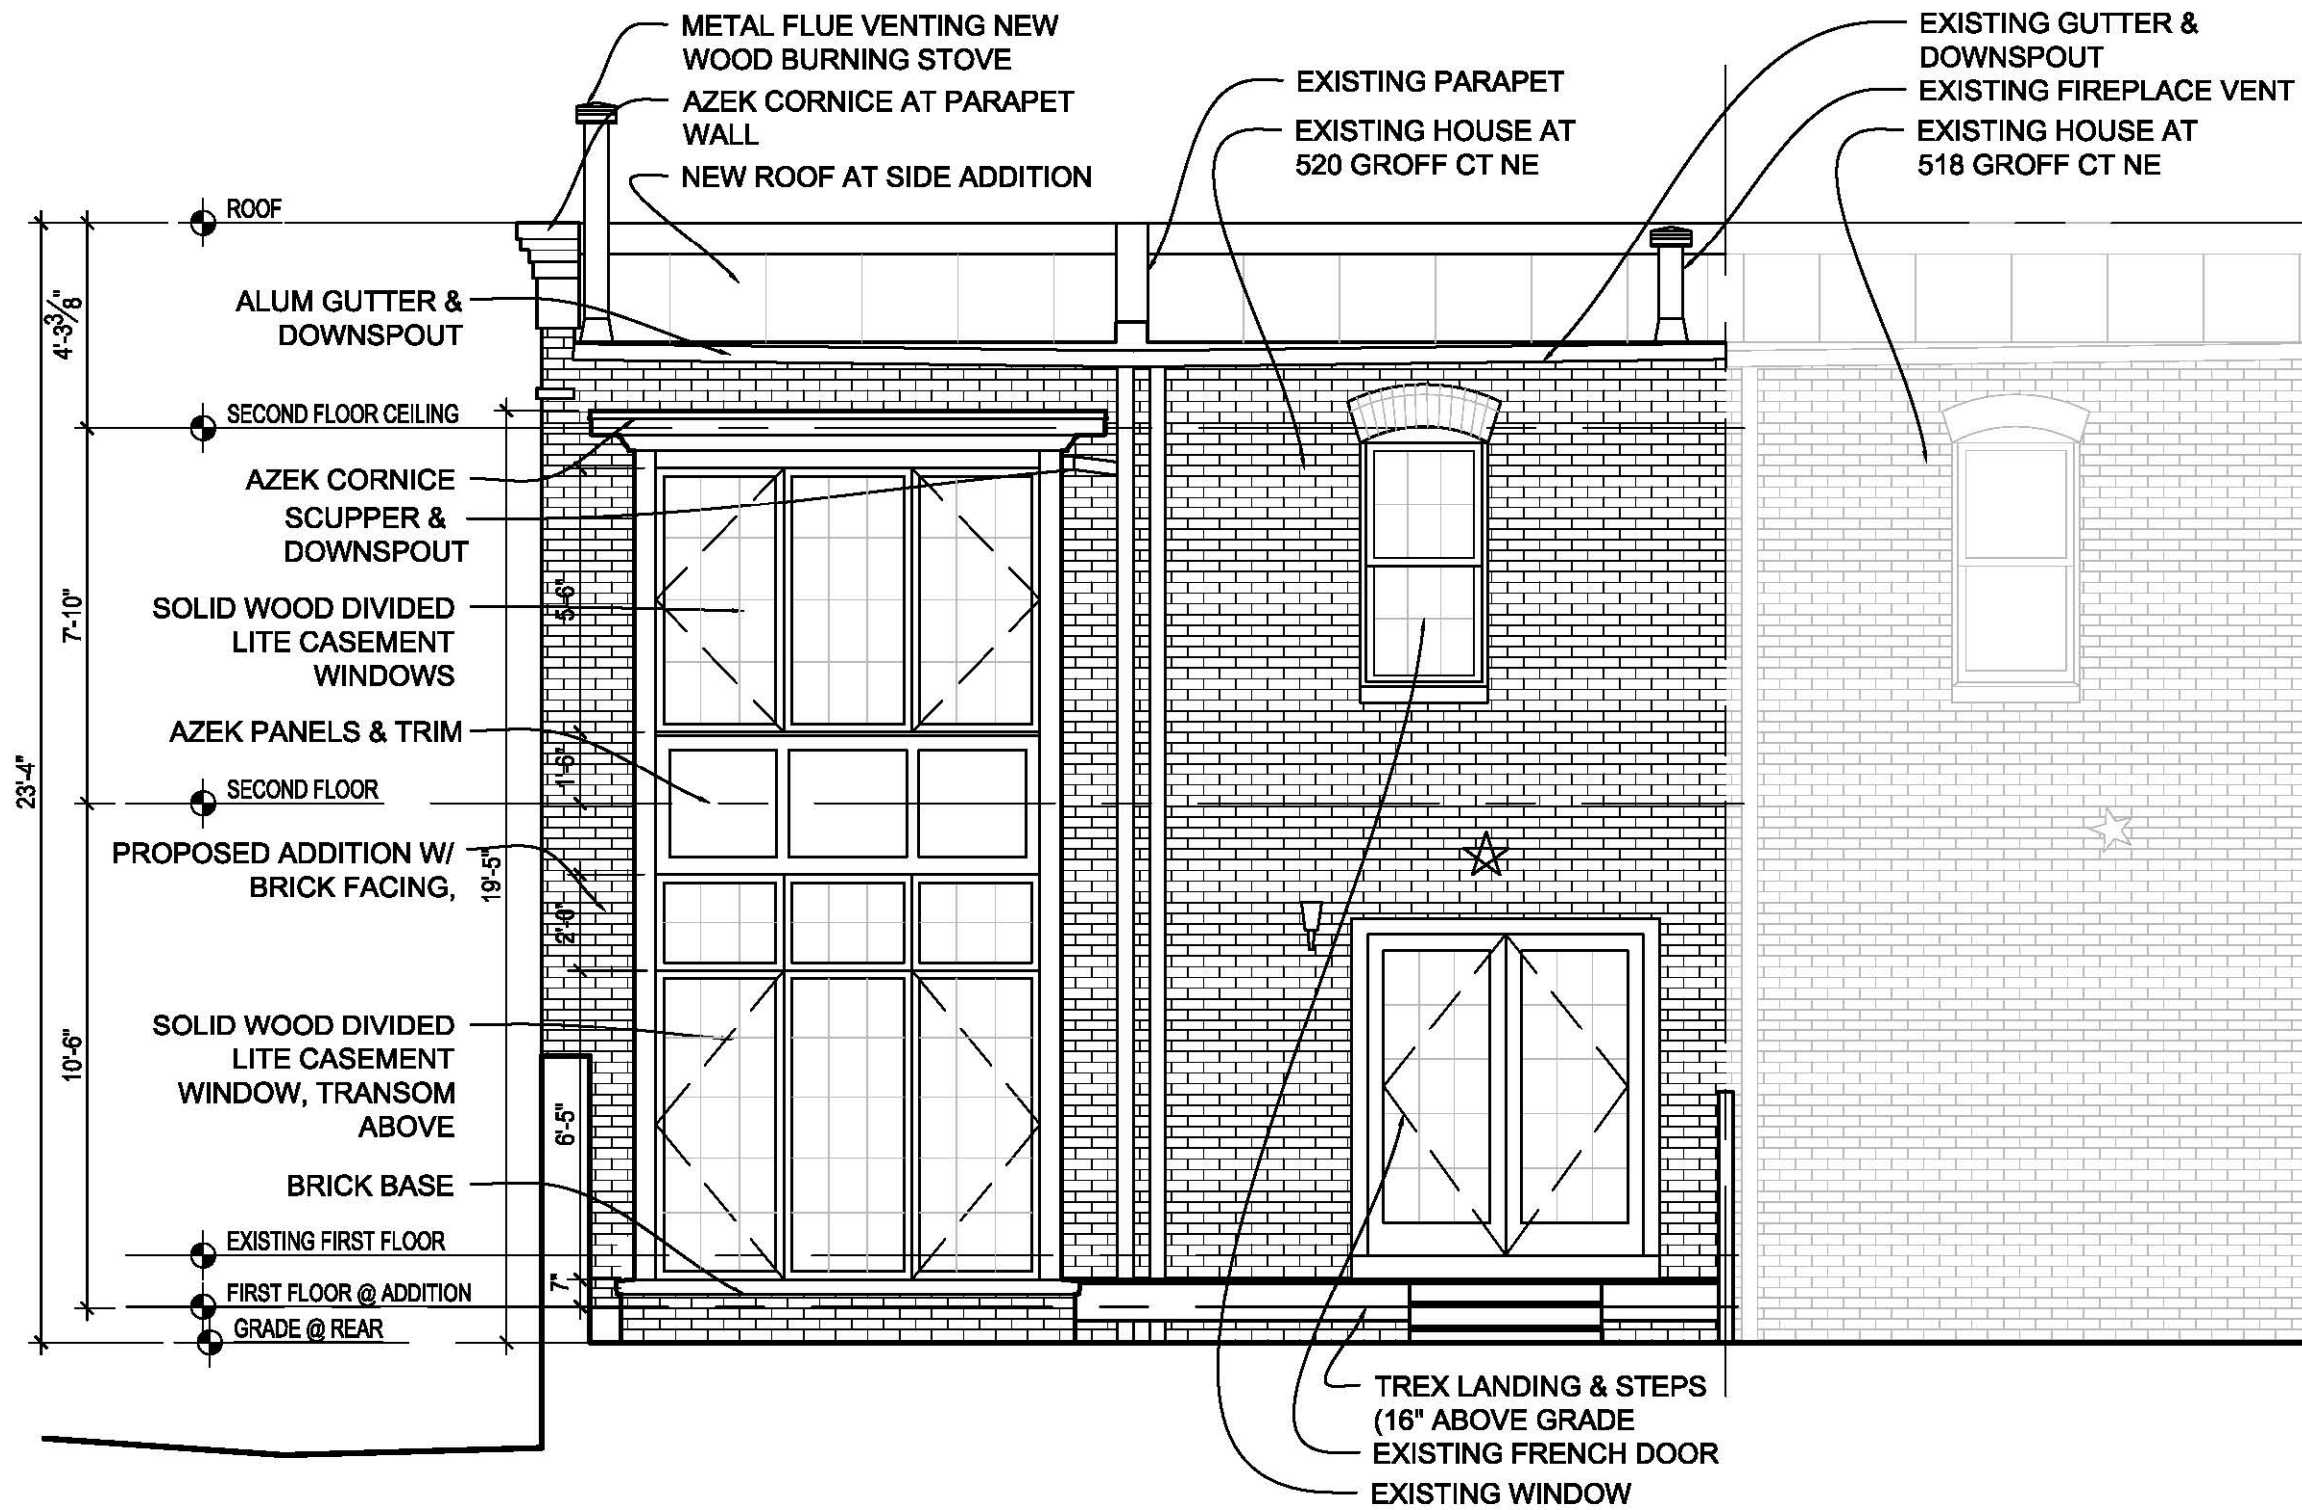 METAL FLUE VENTING NEW
WOOD BURNING STOVE
AZEK CORNICE AT PARAPET
WALL
NEW ROOF AT SIDE ADDITION
EXISTING PARAPET
EXISTING HOUSE AT
520 GROFF CT NE
EXISTING GUTTER &
DOWNSPOUT
EXISTING FIREPLACE VENT
EXISTING HOUSE AT
518 GROFF CT NE
ROOF
ALUM GUTTER &
DOWNSPOUT
4'-3⅜"
SECOND FLOOR CEILING
AZEK CORNICE
SCUPPER &
DOWNSPOUT
7'-10"
5'-6"
SOLID WOOD DIVIDED
LITE CASEMENT
WINDOWS
AZEK PANELS & TRIM
23'-4"
1'-6"
SECOND FLOOR
PROPOSED ADDITION W/
BRICK FACING,
19'-5"
2'-0"
SOLID WOOD DIVIDED
LITE CASEMENT
WINDOW, TRANSOM
ABOVE
10'-6"
6'-5"
BRICK BASE
EXISTING FIRST FLOOR
7"
FIRST FLOOR @ ADDITION
GRADE @ REAR
TREX LANDING & STEPS
(16" ABOVE GRADE
EXISTING FRENCH DOOR
EXISTING WINDOW